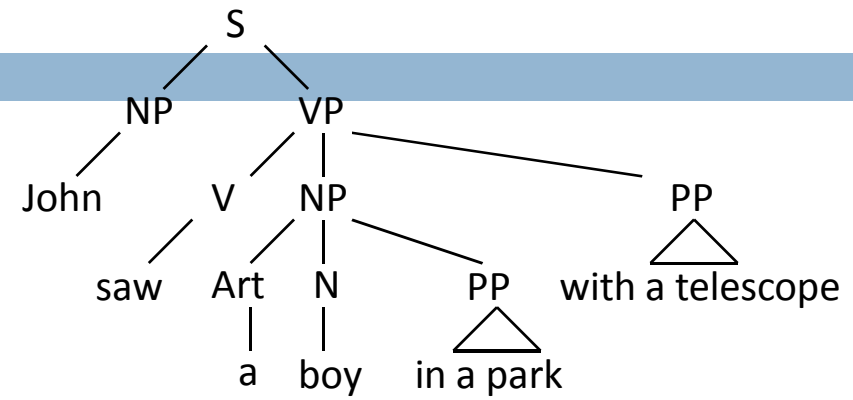 S
NP VP
John V NP PP
saw Art N PP with a telescope
a boy in a park